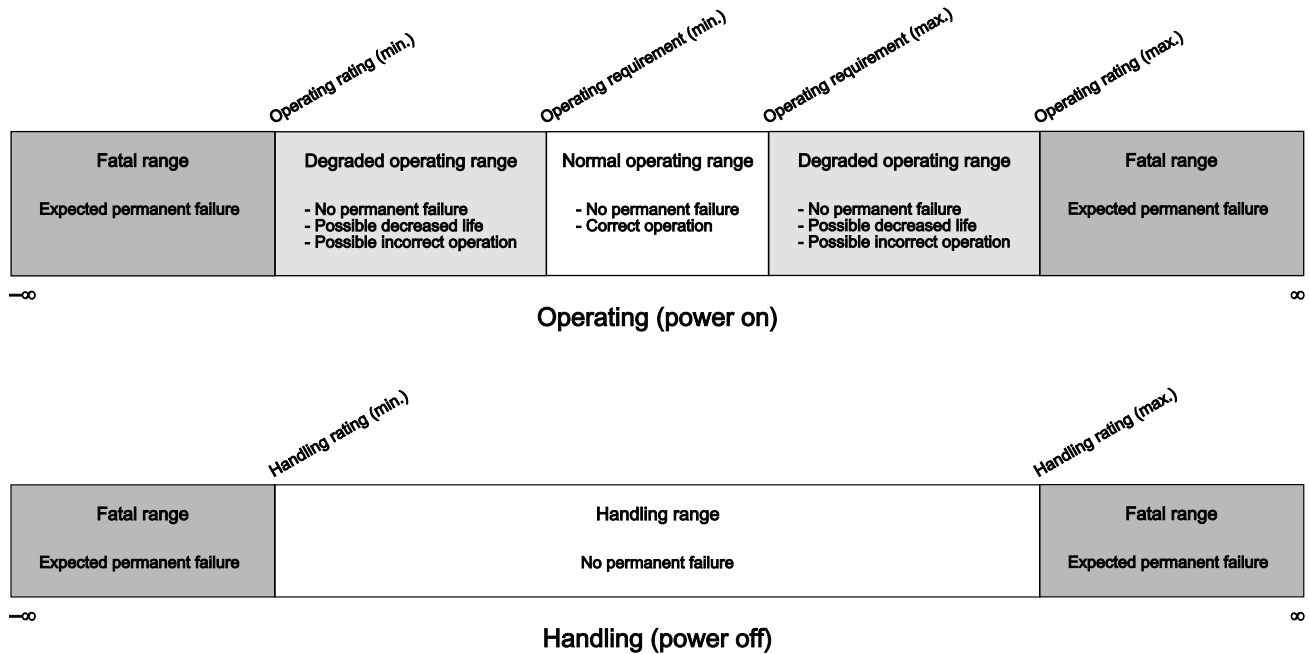 Operating rating (min.)
Operating requirement (min.)
Operating requirement (max.)
Operating rating (max.)
Fatal range
Expected permanent failure
Degraded operating range
- No permanent failure
- Possible decreased life
- Possible incorrect operation
Normal operating range
- No permanent failure
- Correct operation
Degraded operating range
- No permanent failure
- Possible decreased life
- Possible incorrect operation
Fatal range
Expected permanent failure
–∞
∞
Operating (power on)
Handling rating (min.)
Handling rating (max.)
Fatal range
Expected permanent failure
Handling range
No permanent failure
Fatal range
Expected permanent failure
–∞
∞
Handling (power off)